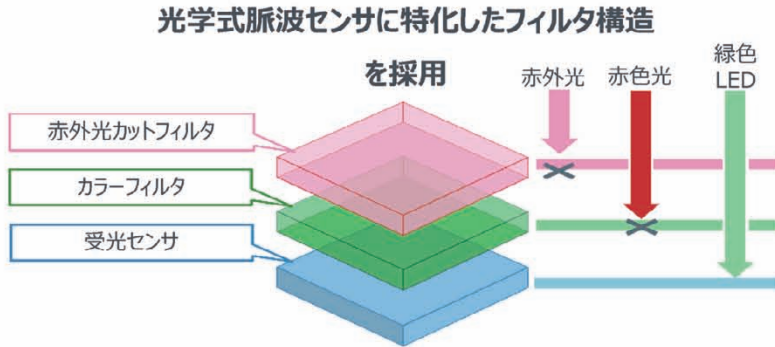 光学式脈波センサに特化したフィルタ構造
を採用
赤外光
赤色光
緑色
LED
赤外光カットフィルタ
カラーフィルタ
受光センサ